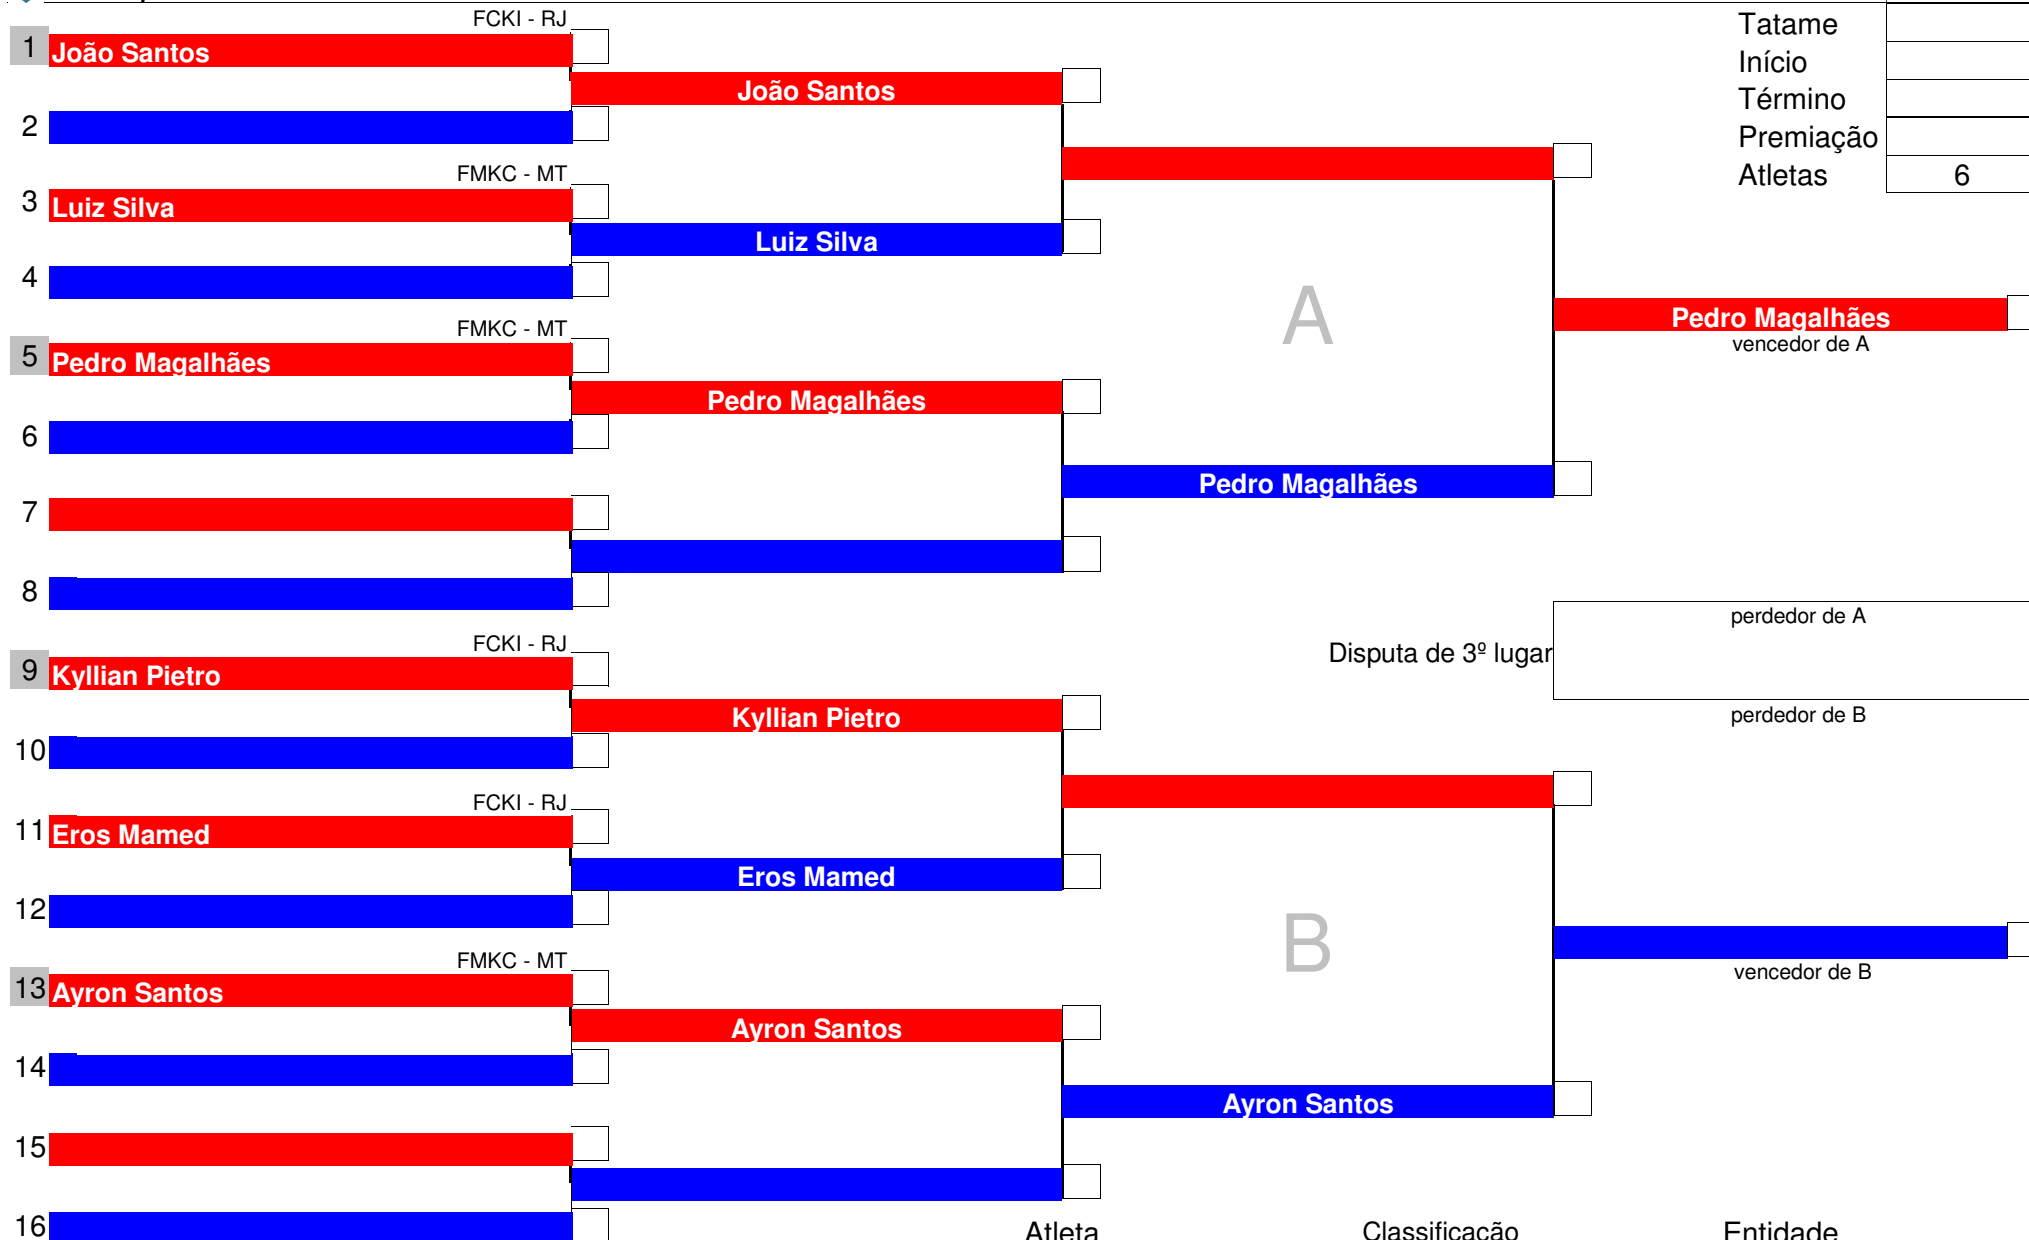 FCKI - RJ
Tatame
1 João Santos
Início
João Santos
Término
2
Premiação
FMKC - MT
Atletas 6
3 Luiz Silva
Luiz Silva
4
A
Pedro Magalhães
FMKC - MT
vencedor de A
5 Pedro Magalhães
Pedro Magalhães
6
Pedro Magalhães
7
8
perdedor de A
FCKI - RJ
Disputa de 3º lugar
9 Kyllian Pietro
Kyllian Pietro
perdedor de B
10
FCKI - RJ
11 Eros Mamed
Eros Mamed
12
B
FMKC - MT
vencedor de B
13 Ayron Santos
Ayron Santos
14
Ayron Santos
15
16
Atleta Classificação Entidade